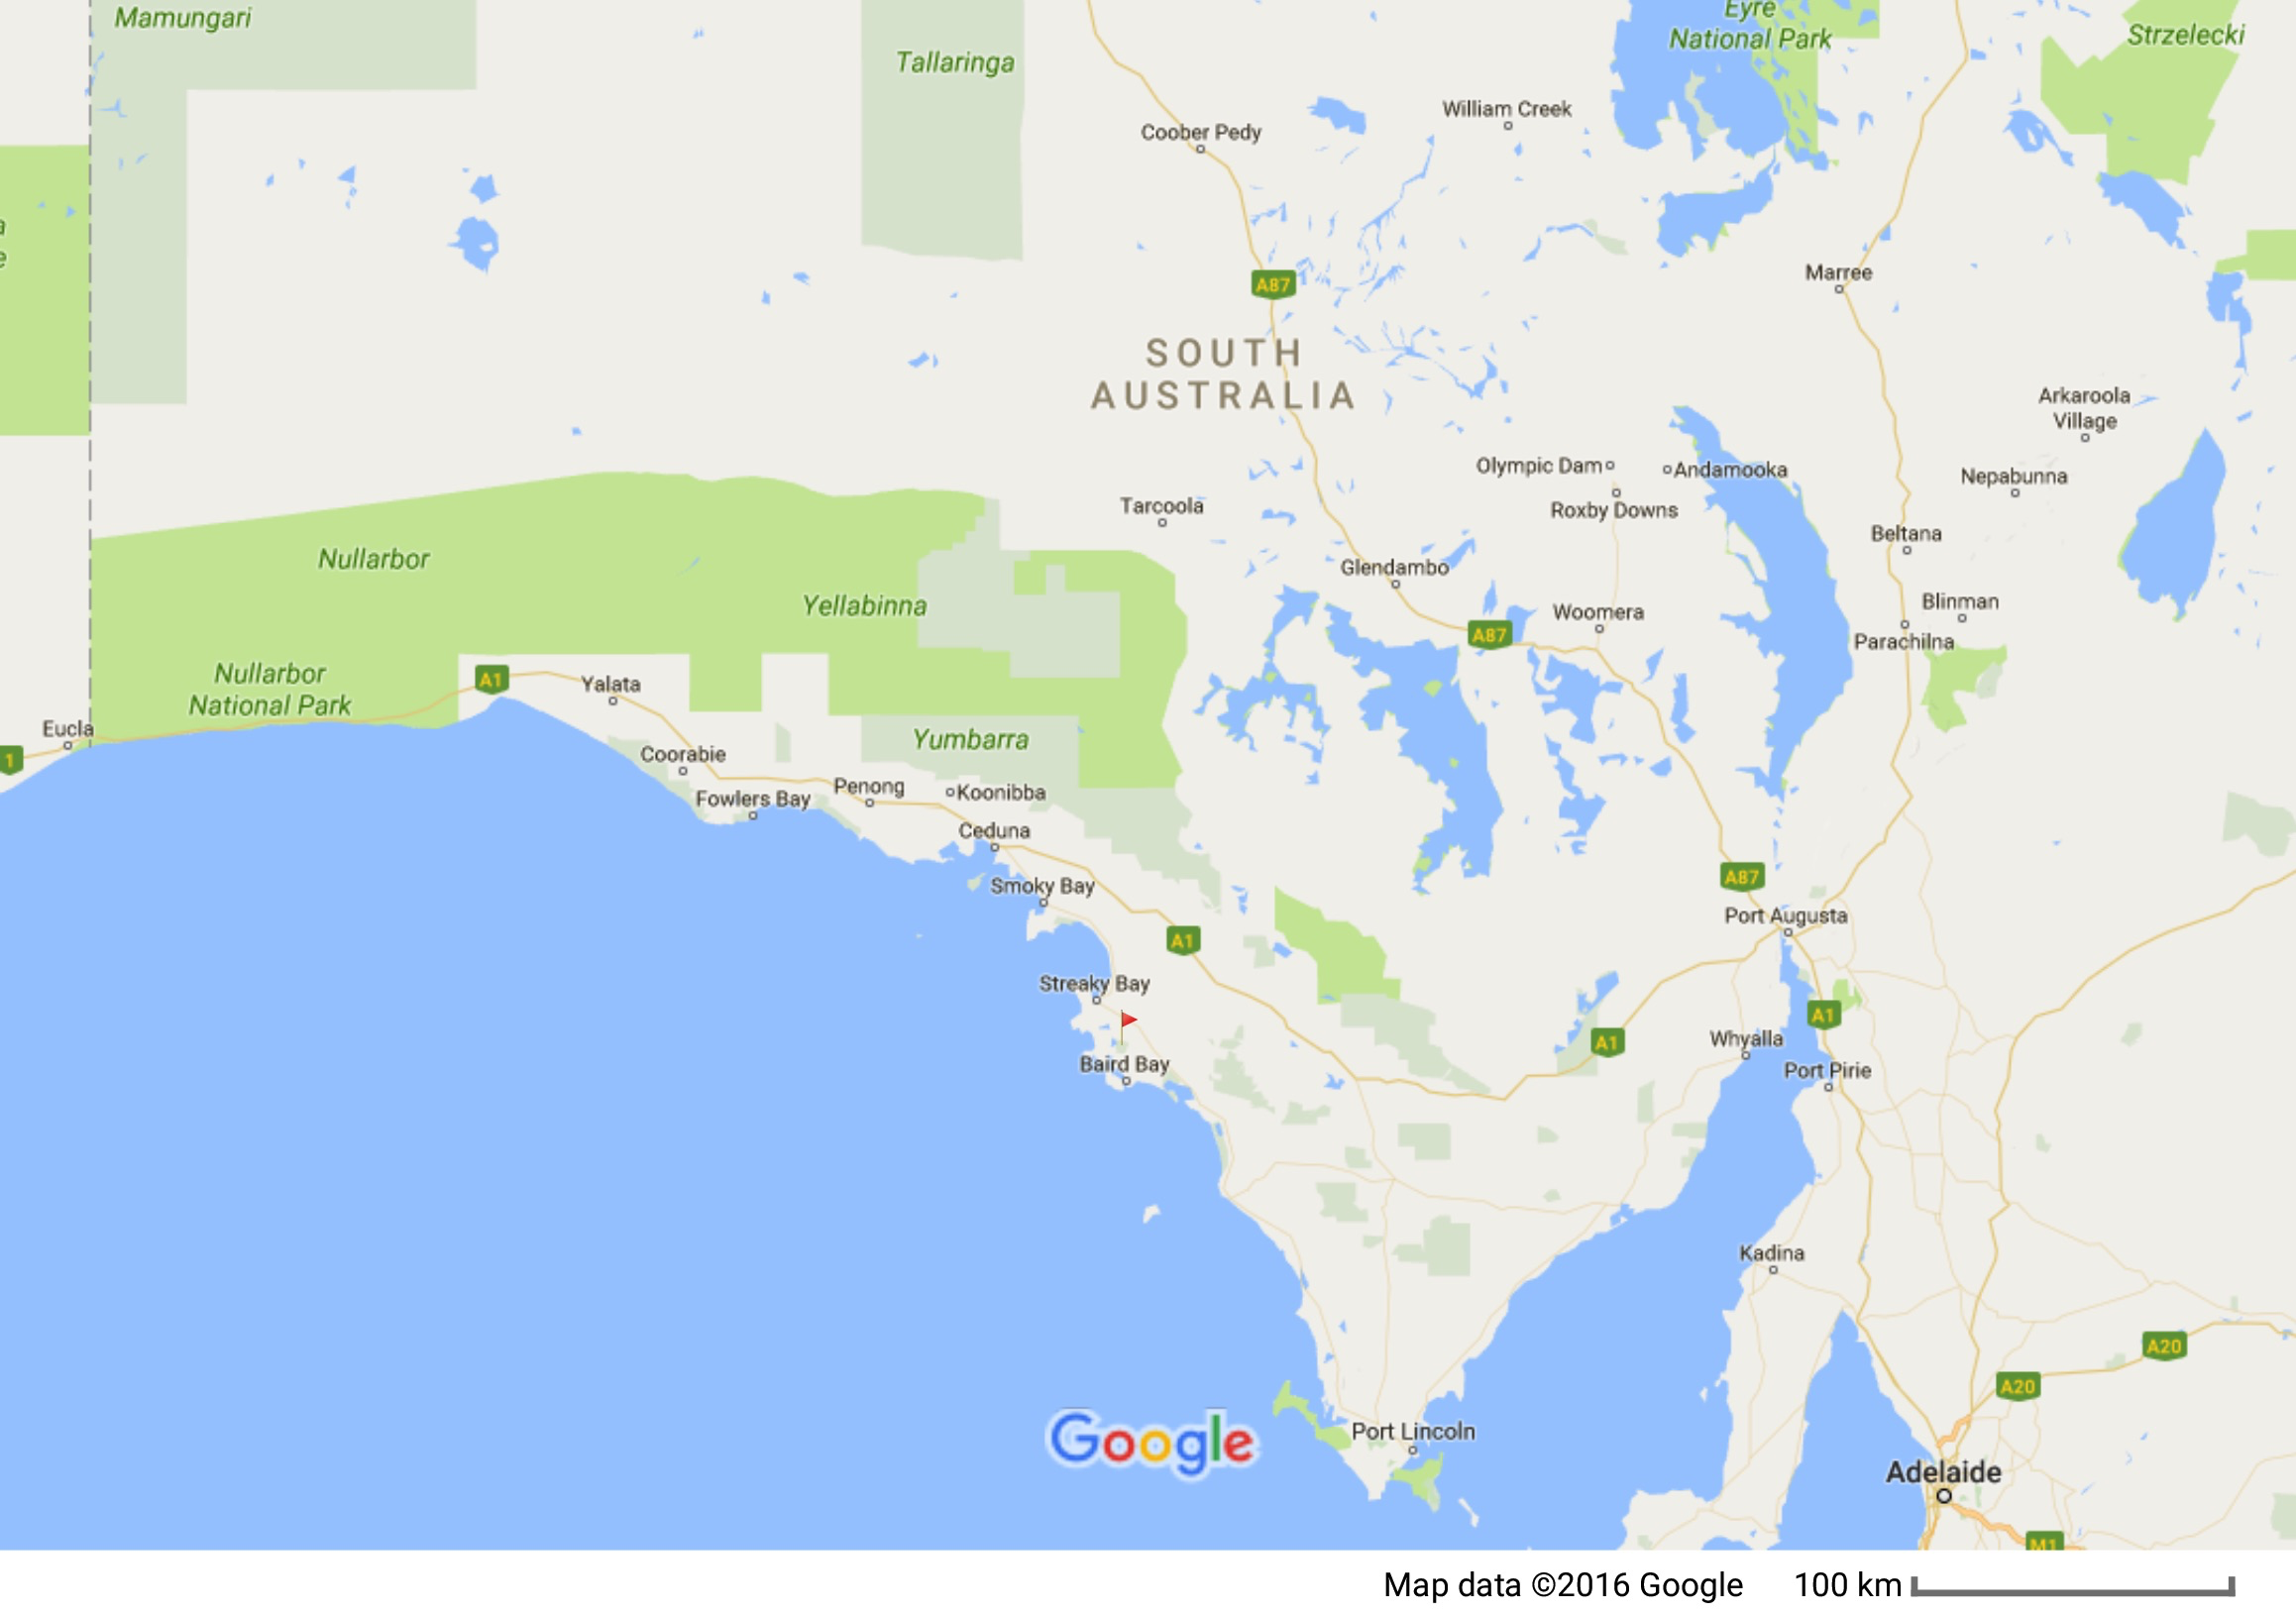 Mamungari
Tallaringa
Eyre
National Park
Strzelecki
William Creek
Coober Pedy
a
e
A87
Marree
SOUTH
AUSTRALIA
Arkaroola
Village
Olympic Dam
Andamooka
Nepabunna
Tarcoola
Roxby Downs
Beltana
Nullarbor
Glendambo
Yellabinna
Blinman
Woomera
A87
Parachilna
Nullarbor
National Park
A1
Yalata
Eucla
1
Yumbarra
Coorabie
Penong
Koonibba
Fowlers Bay
Ceduna
A87
Smoky Bay
Port Augusta
A1
Streaky Bay
A1
Whyalla
A1
Baird Bay
Port Pirie
Kadina
A20
A20
Port Lincoln
Google
Adelaide
M1
Map data ©2016 Google
100 km